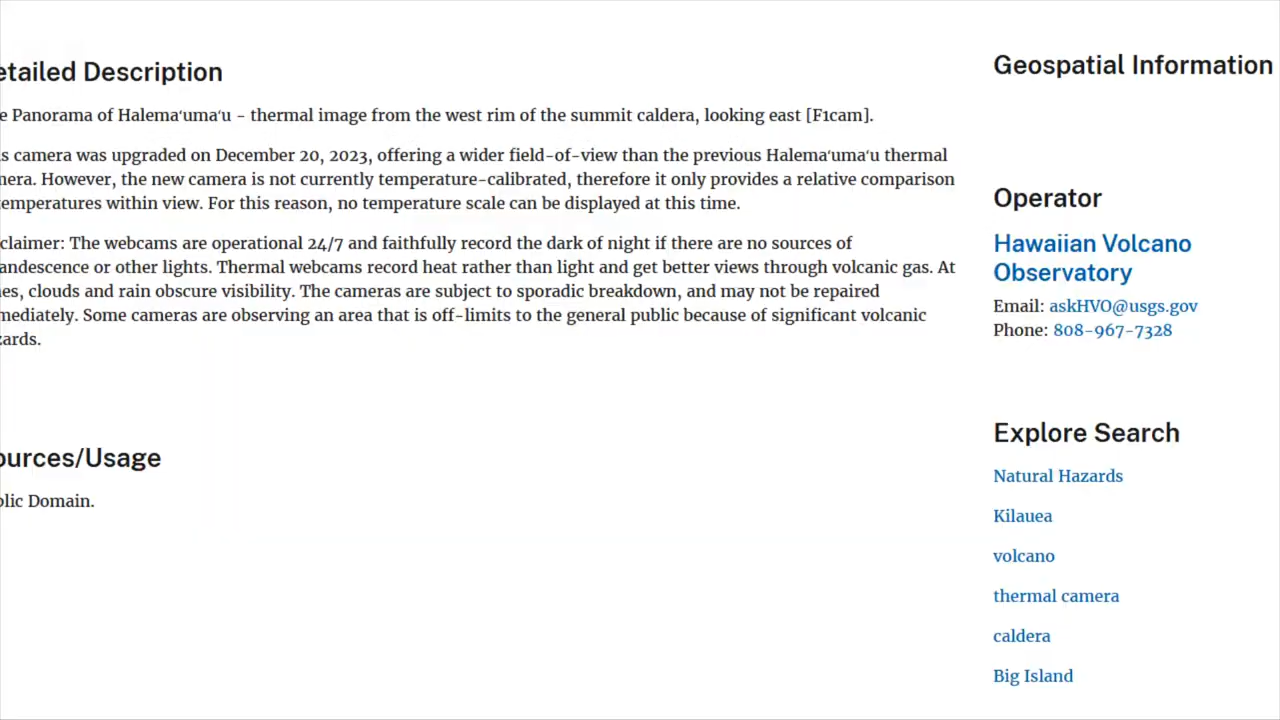 etailed Description
e Panorama of Halemaʻumaʻu - thermal image from the west rim of the summit caldera, looking east [F1cam].
s camera was upgraded on December 20, 2023, offering a wider field-of-view than the previous Halemaʻumaʻu thermal
nera. However, the new camera is not currently temperature-calibrated, therefore it only provides a relative comparison
temperatures within view. For this reason, no temperature scale can be displayed at this time.
claimer: The webcams are operational 24/7 and faithfully record the dark of night if there are no sources of
andescence or other lights. Thermal webcams record heat rather than light and get better views through volcanic gas. At
es, clouds and rain obscure visibility. The cameras are subject to sporadic breakdown, and may not be repaired
mediately. Some cameras are observing an area that is off-limits to the general public because of significant volcanic
zards.
ources/Usage
blic Domain.
Geospatial Information
Operator
Hawaiian Volcano
Observatory
Email: askHVO@usgs.gov
Phone: 808-967-7328
Explore Search
Natural Hazards
Kilauea
volcano
thermal camera
caldera
Big Island